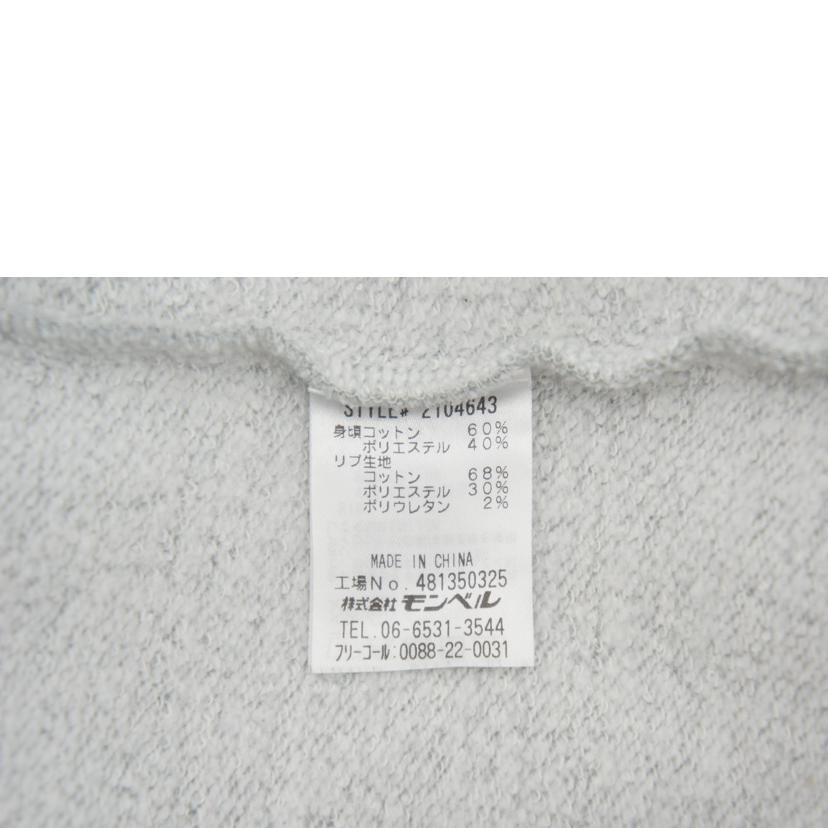 STYLE# 2104643
身頃コットン 60%
ポリエステル 40%
リブ生地
コットン 68%
ポリエステル 30%
ポリウレタン 2%
MADE IN CHINA
工場No. 481350325
株式会社 モンベル
TEL.06-6531-3544
フリーコール:0088-22-0031